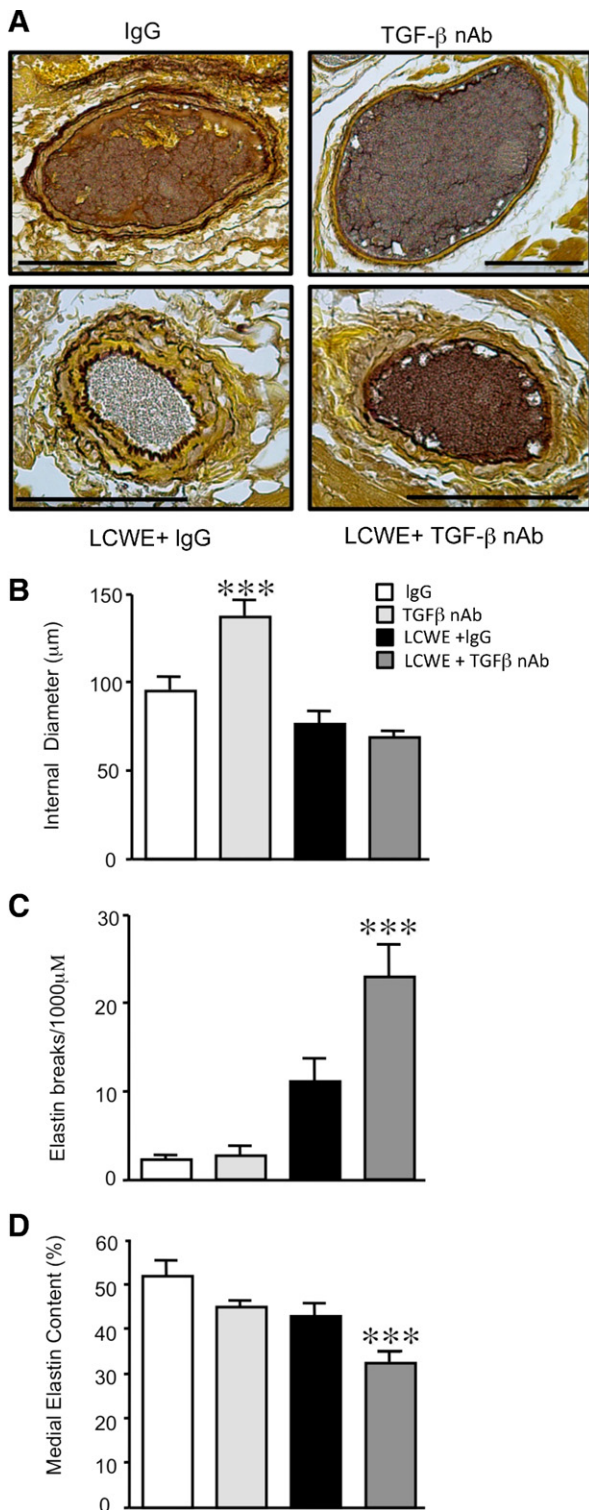 A
IgG
TGF-β nAb
LCWE+ IgG
LCWE+ TGF-β nAb
B
***
IgG
TGFβ nAb
LCWE +IgG
LCWE + TGFβ nAb
Internal Diameter (μm)
150
100
50
0
C
***
Elastin breaks/1000μM
30
20
10
0
D
***
Medial Elastin Content (%)
60
50
40
30
20
10
0